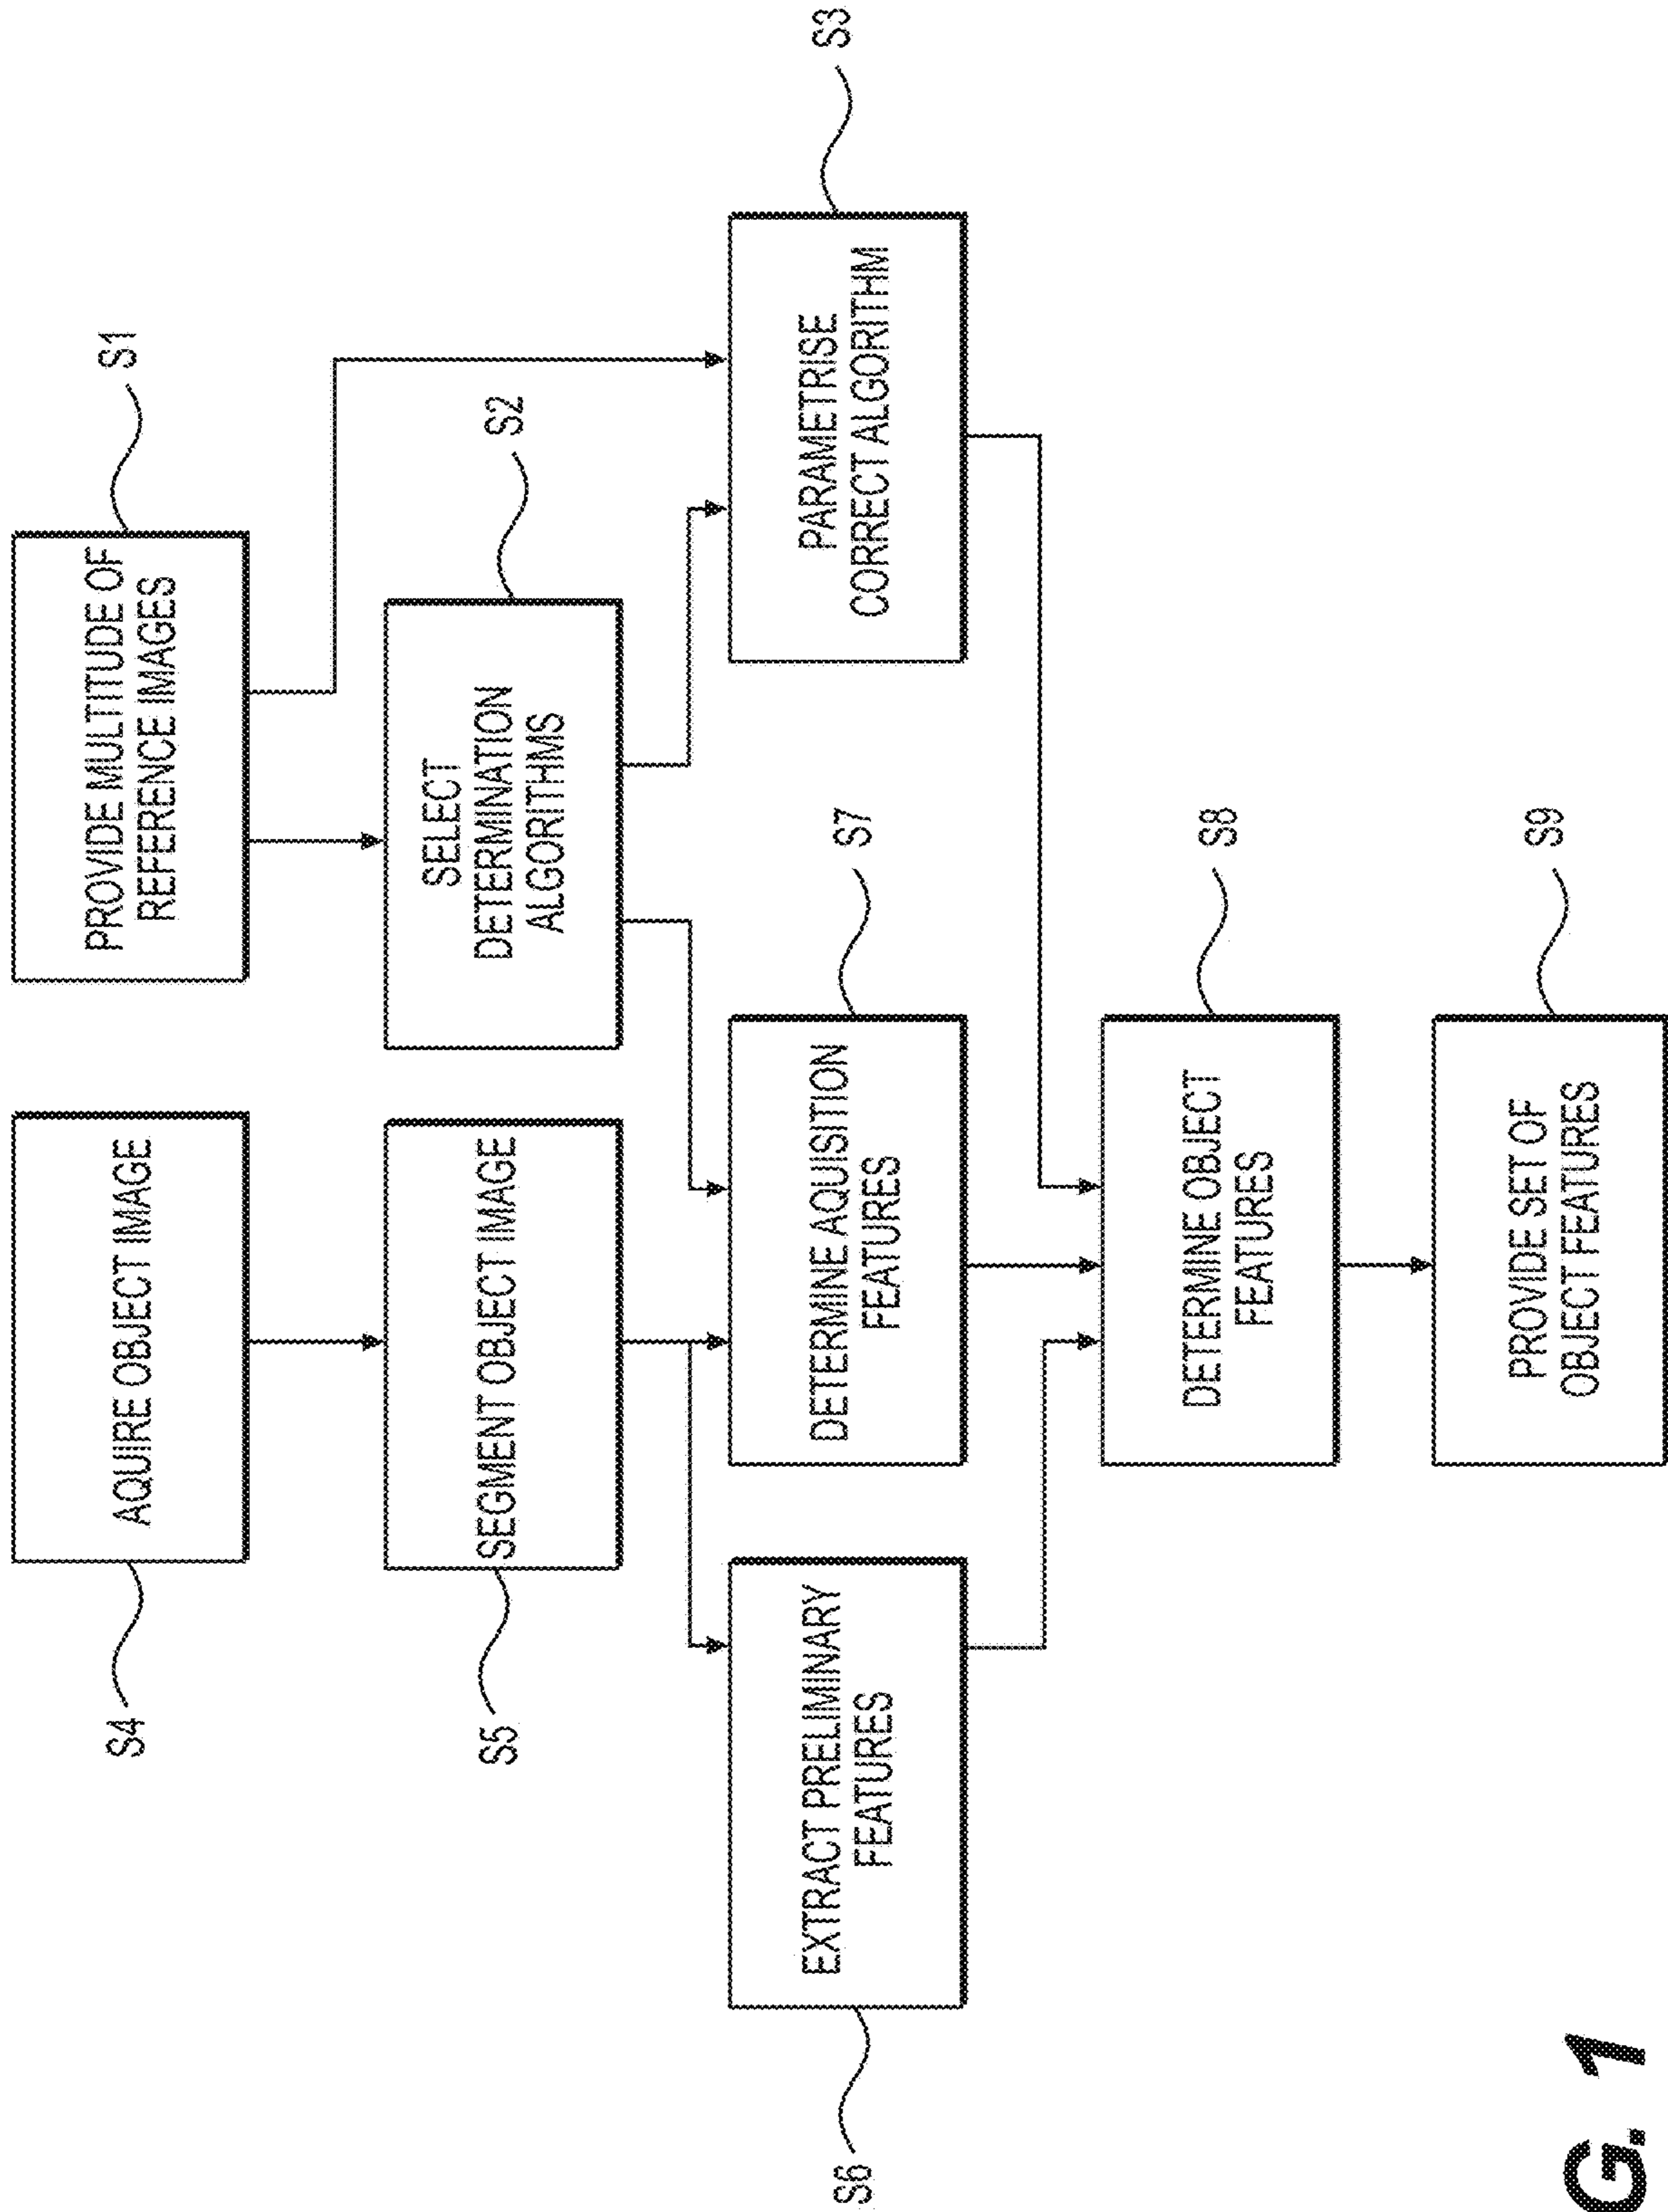 S4
AQUIRE OBJECT IMAGE
PROVIDE MULTITUDE OF
REFERENCE IMAGES
S1
S5
SEGMENT OBJECT IMAGE
SELECT
DETERMINATION
ALGORITHMS
S2
S6
EXTRACT PRELIMINARY
FEATURES
DETERMINE AQUISITION
FEATURES
S7
PARAMETRISE
CORRECT ALGORITHM
S3
DETERMINE OBJECT
FEATURES
S8
PROVIDE SET OF
OBJECT FEATURES
S9
G. 1